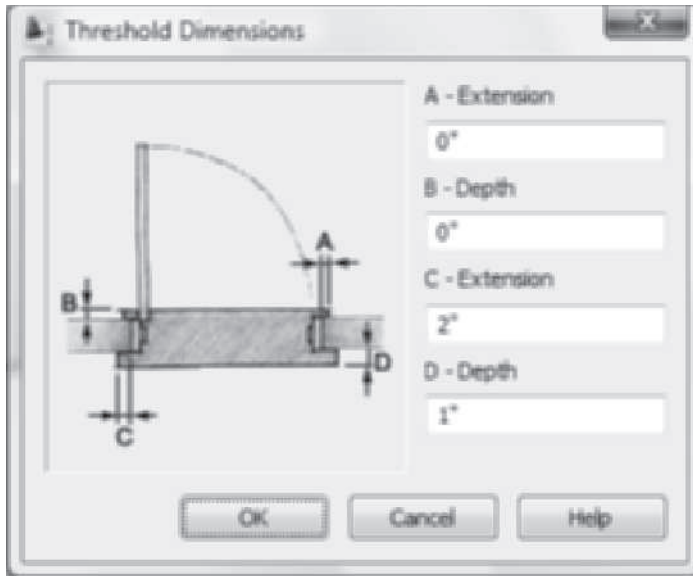 Threshold Dimensions
A - Extension
0"
B - Depth
0"
C - Extension
2"
D - Depth
1"
A
B
D
C
OK Cancel Help